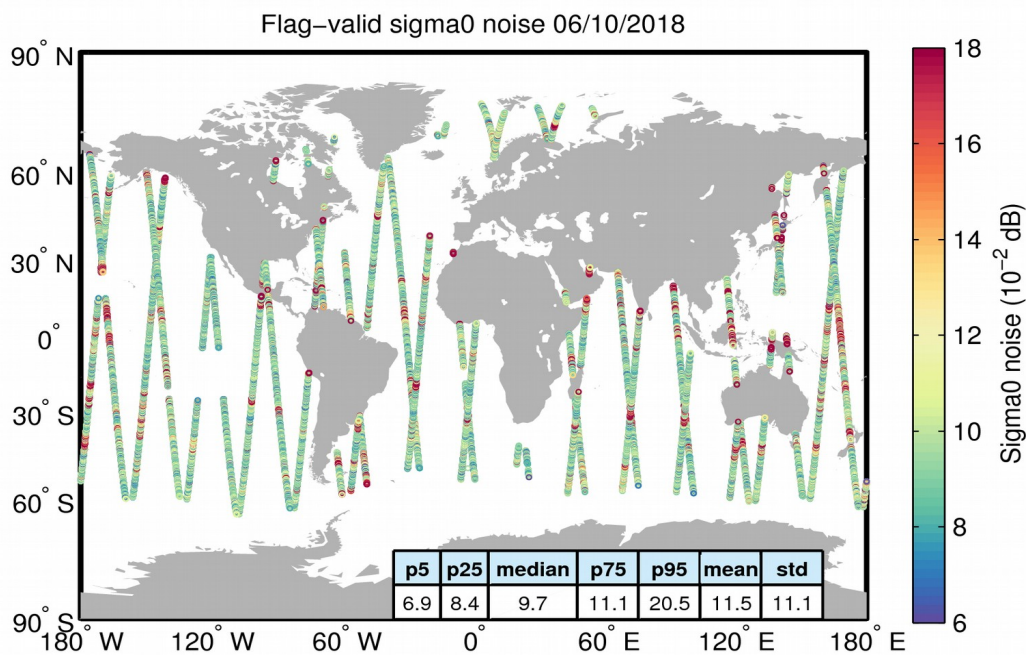 Flag−valid sigma0 noise 06/10/2018
90° N
60° N
30° N
0°
30° S
60° S
90° S
180° W 120° W 60° W 0° 60° E 120° E 180° E
p5 p25 median p75 p95 mean std
6.9 8.4 9.7 11.1 20.5 11.5 11.1
18
16
14
12
10
8
6
Sigma0 noise (10⁻² dB)